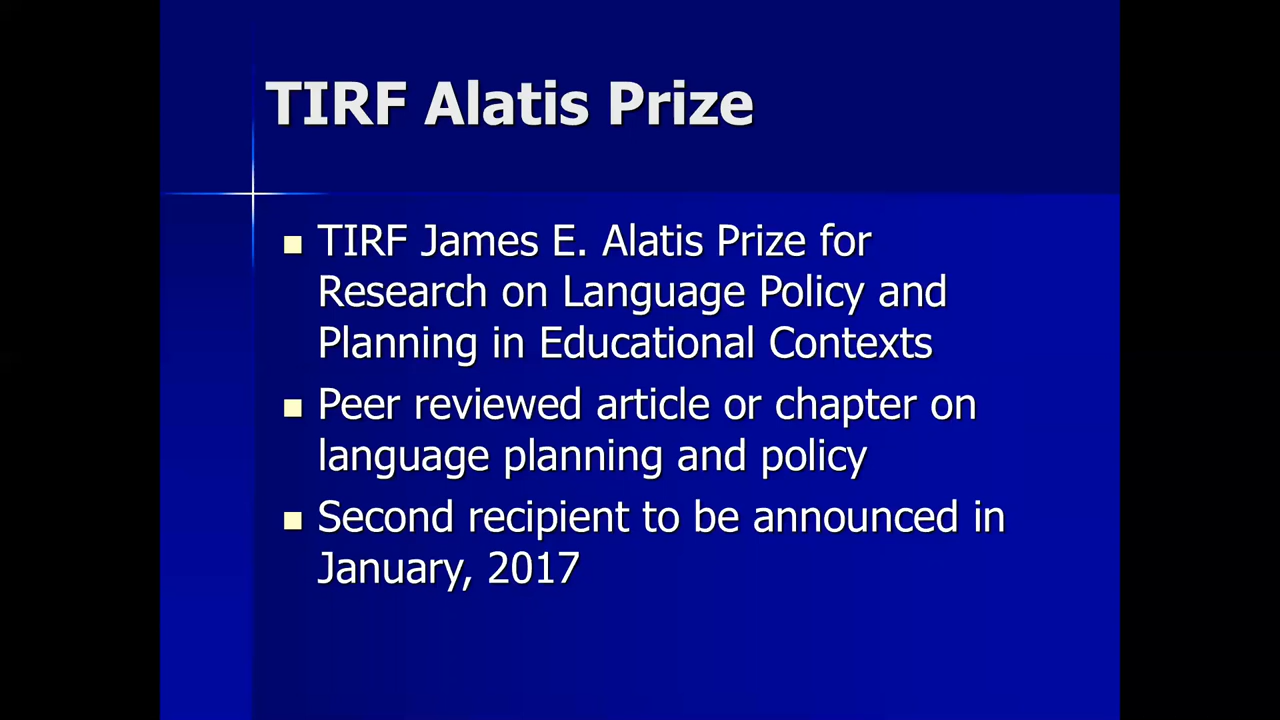 TIRF Alatis Prize
TIRF James E. Alatis Prize for
Research on Language Policy and
Planning in Educational Contexts
Peer reviewed article or chapter on
language planning and policy
Second recipient to be announced in
January, 2017